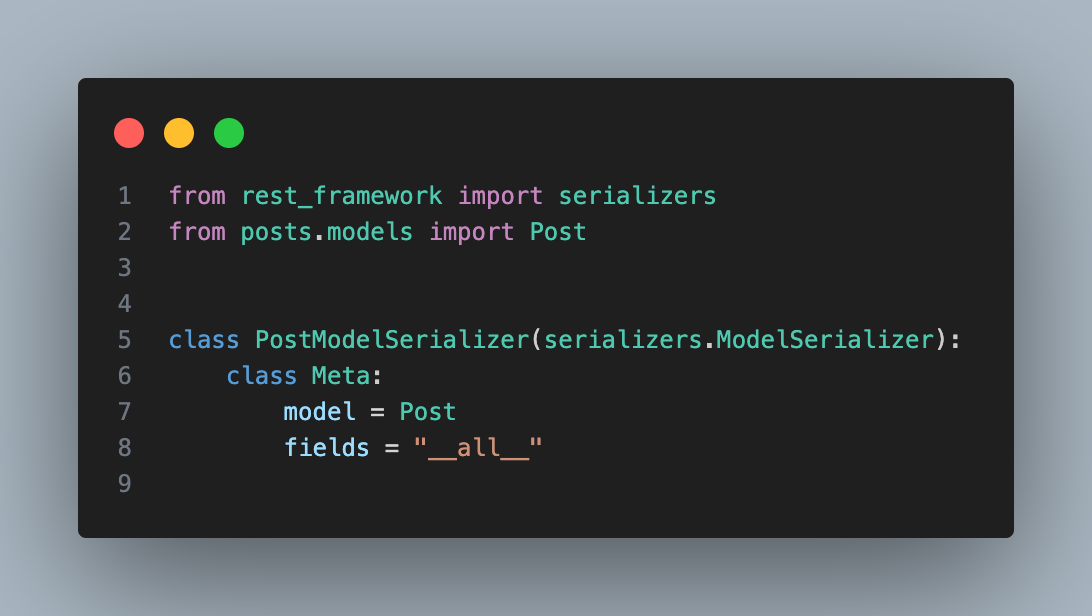 1 from rest_framework import serializers
2 from posts.models import Post
3
4
5 class PostModelSerializer(serializers.ModelSerializer):
6     class Meta:
7         model = Post
8         fields = "__all__"
9